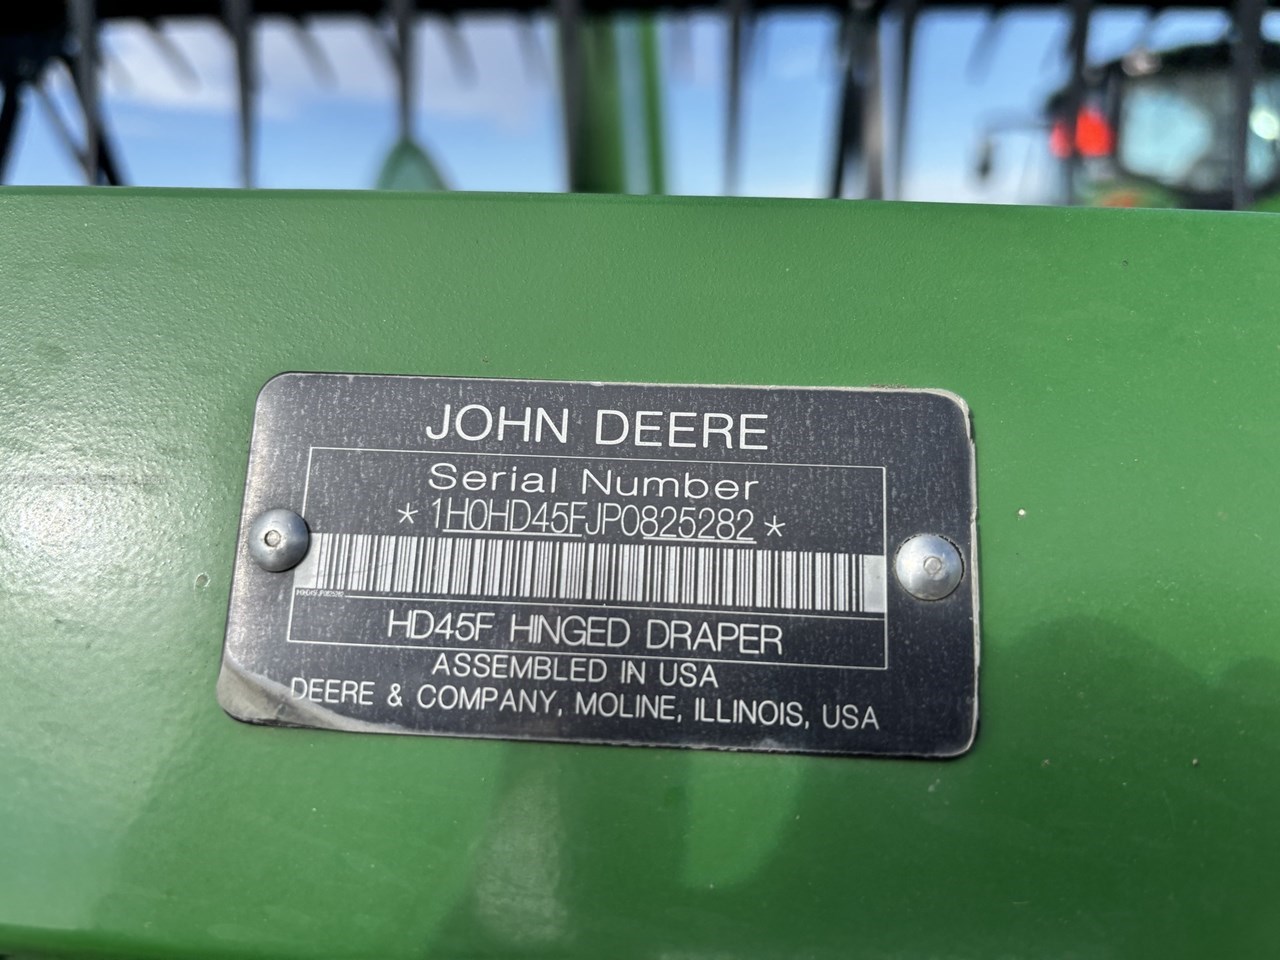 JOHN DEERE
Serial Number
* 1H0HD45FJP0825282 *
HD45F HINGED DRAPER
ASSEMBLED IN USA
DEERE & COMPANY, MOLINE, ILLINOIS, USA